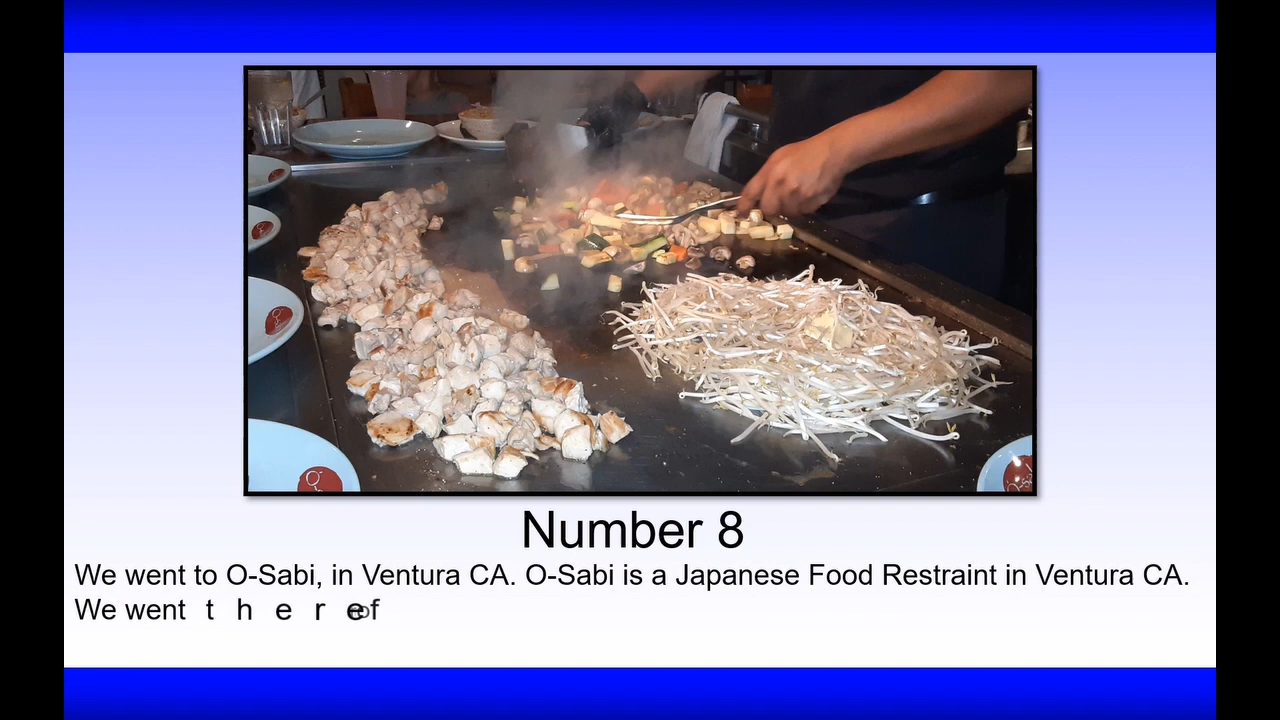 Number 8
We went to O-Sabi, in Ventura CA. O-Sabi is a Japanese Food Restraint in Ventura CA.
We went there